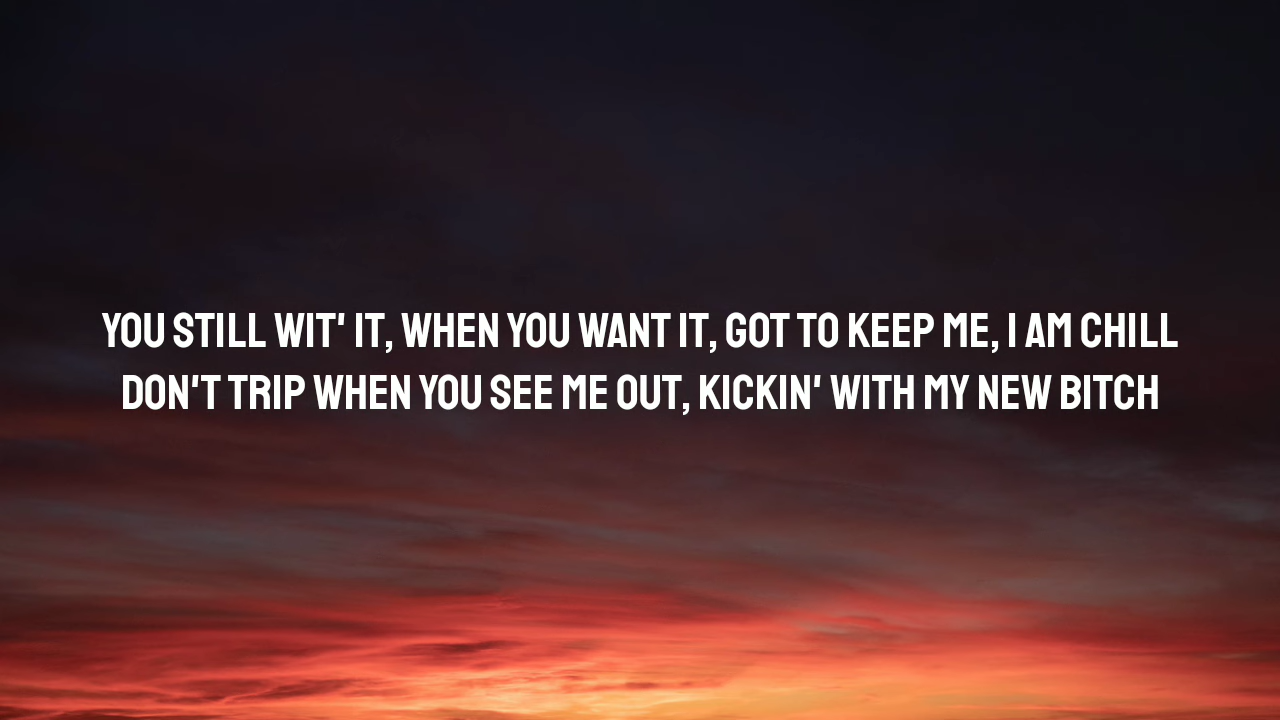 YOU STILL WIT' IT, WHEN YOU WANT IT, GOT TO KEEP ME, I AM CHILL
DON'T TRIP WHEN YOU SEE ME OUT, KICKIN' WITH MY NEW BITCH